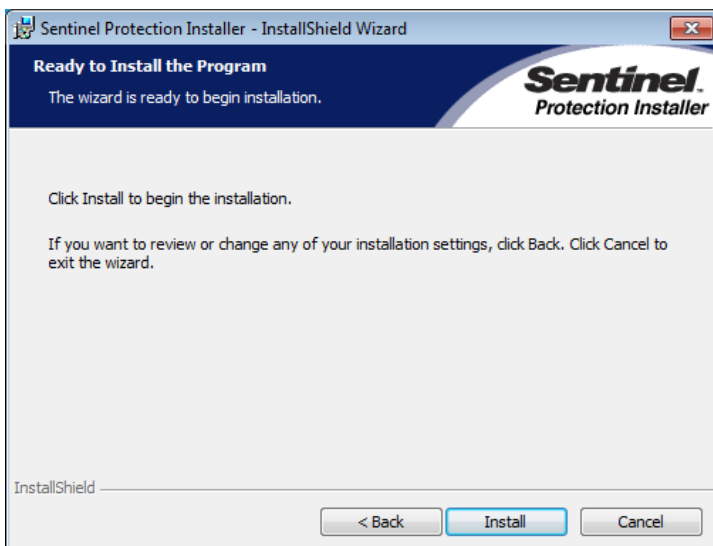 Sentinel Protection Installer - InstallShield Wizard
Ready to Install the Program
The wizard is ready to begin installation.
Sentinel™
Protection Installer
Click Install to begin the installation.
If you want to review or change any of your installation settings, click Back. Click Cancel to
exit the wizard.
InstallShield
< Back
Install
Cancel